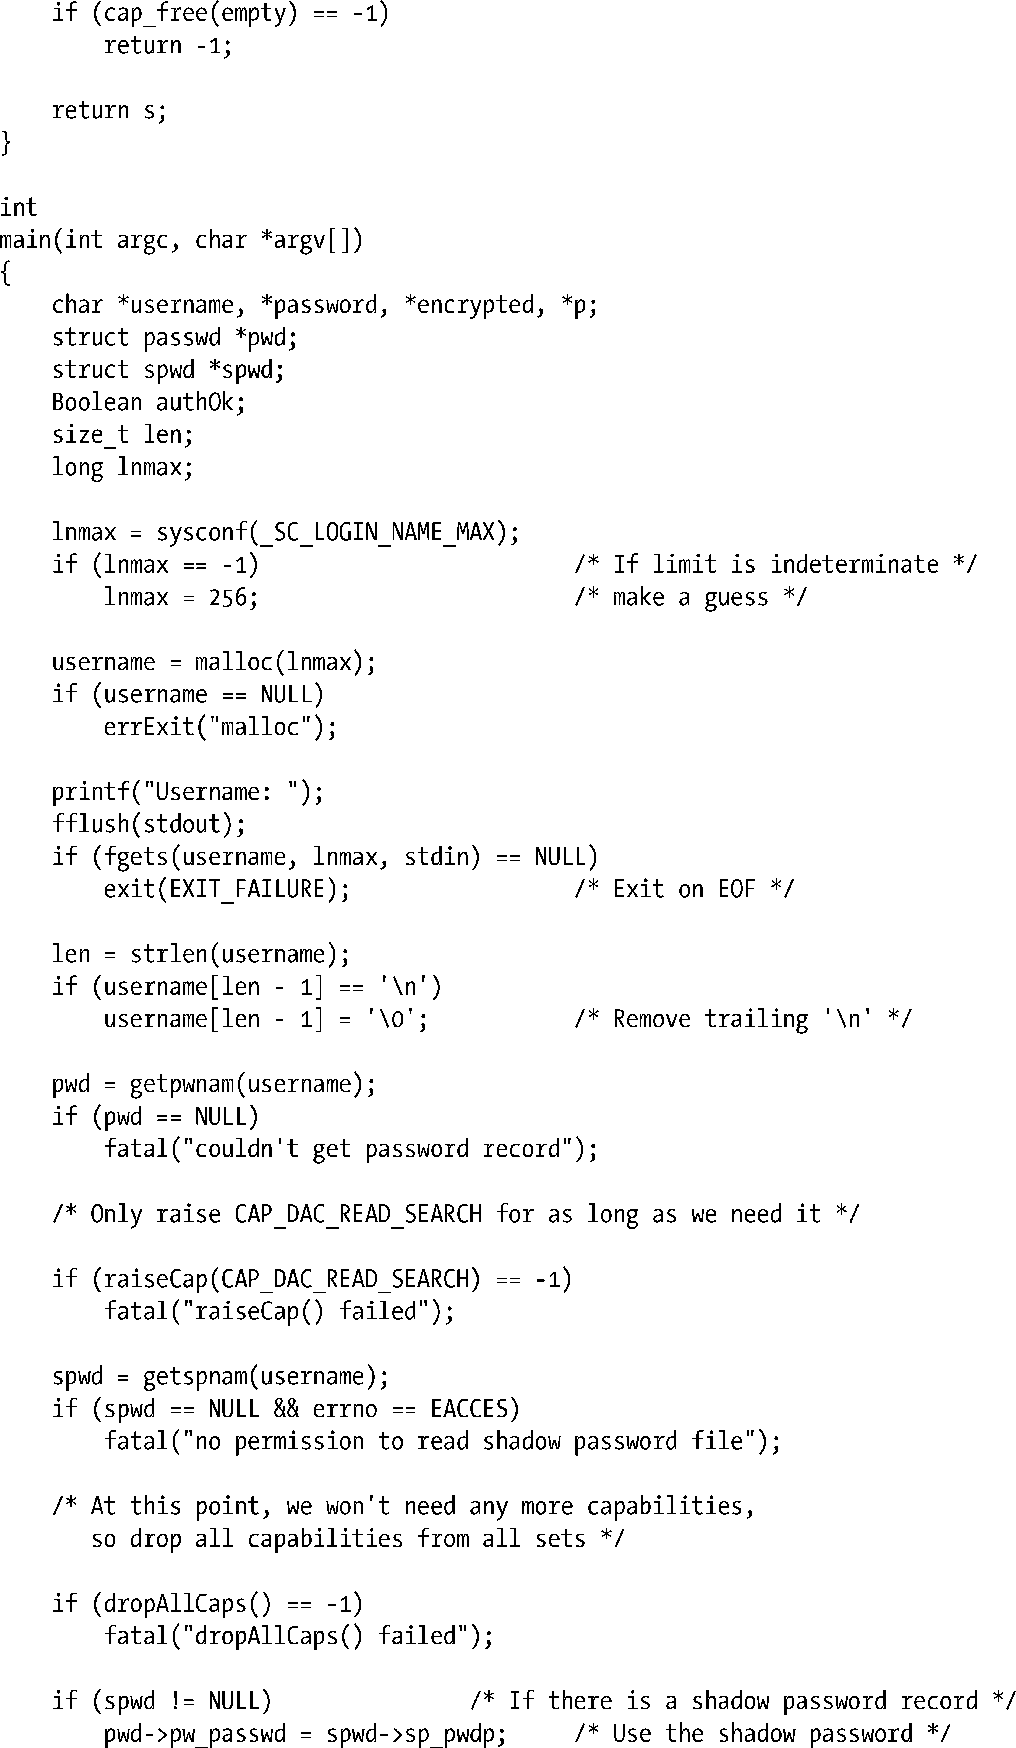 if (cap_free(empty) == -1)
        return -1;

    return s;
}

int
main(int argc, char *argv[])
{
    char *username, *password, *encrypted, *p;
    struct passwd *pwd;
    struct spwd *spwd;
    Boolean authOk;
    size_t len;
    long lnmax;

    lnmax = sysconf(_SC_LOGIN_NAME_MAX);
    if (lnmax == -1)                        /* If limit is indeterminate */
        lnmax = 256;                        /* make a guess */

    username = malloc(lnmax);
    if (username == NULL)
        errExit("malloc");

    printf("Username: ");
    fflush(stdout);
    if (fgets(username, lnmax, stdin) == NULL)
        exit(EXIT_FAILURE);                 /* Exit on EOF */

    len = strlen(username);
    if (username[len - 1] == '\n')
        username[len - 1] = '\0';           /* Remove trailing '\n' */

    pwd = getpwnam(username);
    if (pwd == NULL)
        fatal("couldn't get password record");

    /* Only raise CAP_DAC_READ_SEARCH for as long as we need it */

    if (raiseCap(CAP_DAC_READ_SEARCH) == -1)
        fatal("raiseCap() failed");

    spwd = getspnam(username);
    if (spwd == NULL && errno == EACCES)
        fatal("no permission to read shadow password file");

    /* At this point, we won't need any more capabilities,
       so drop all capabilities from all sets */

    if (dropAllCaps() == -1)
        fatal("dropAllCaps() failed");

    if (spwd != NULL)               /* If there is a shadow password record */
        pwd->pw_passwd = spwd->sp_pwdp;     /* Use the shadow password */